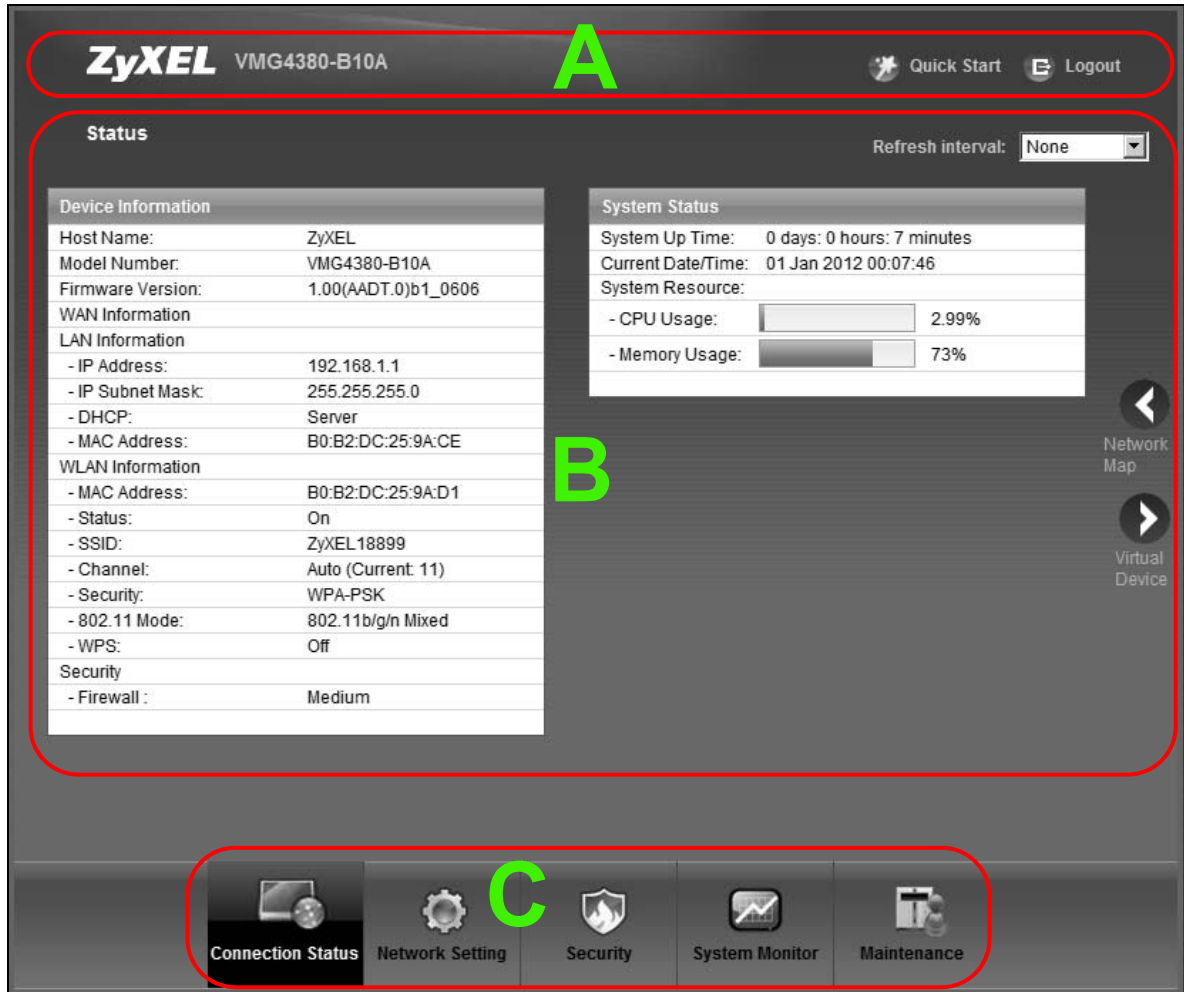 ZyXEL VMG4380-B10A
A
Quick Start Logout
Status
Refresh interval: None
Device Information
Host Name: ZyXEL
Model Number: VMG4380-B10A
Firmware Version: 1.00(AADT.0)b1_0606
WAN Information
LAN Information
- IP Address: 192.168.1.1
- IP Subnet Mask: 255.255.255.0
- DHCP: Server
- MAC Address: B0:B2:DC:25:9A:CE
WLAN Information
- MAC Address: B0:B2:DC:25:9A:D1
- Status: On
- SSID: ZyXEL18899
- Channel: Auto (Current: 11)
- Security: WPA-PSK
- 802.11 Mode: 802.11b/g/n Mixed
- WPS: Off
Security
- Firewall : Medium
System Status
System Up Time: 0 days: 0 hours: 7 minutes
Current Date/Time: 01 Jan 2012 00:07:46
System Resource:
- CPU Usage: 2.99%
- Memory Usage: 73%
B
Network
Map
Virtual
Device
C
Connection Status Network Setting Security System Monitor Maintenance